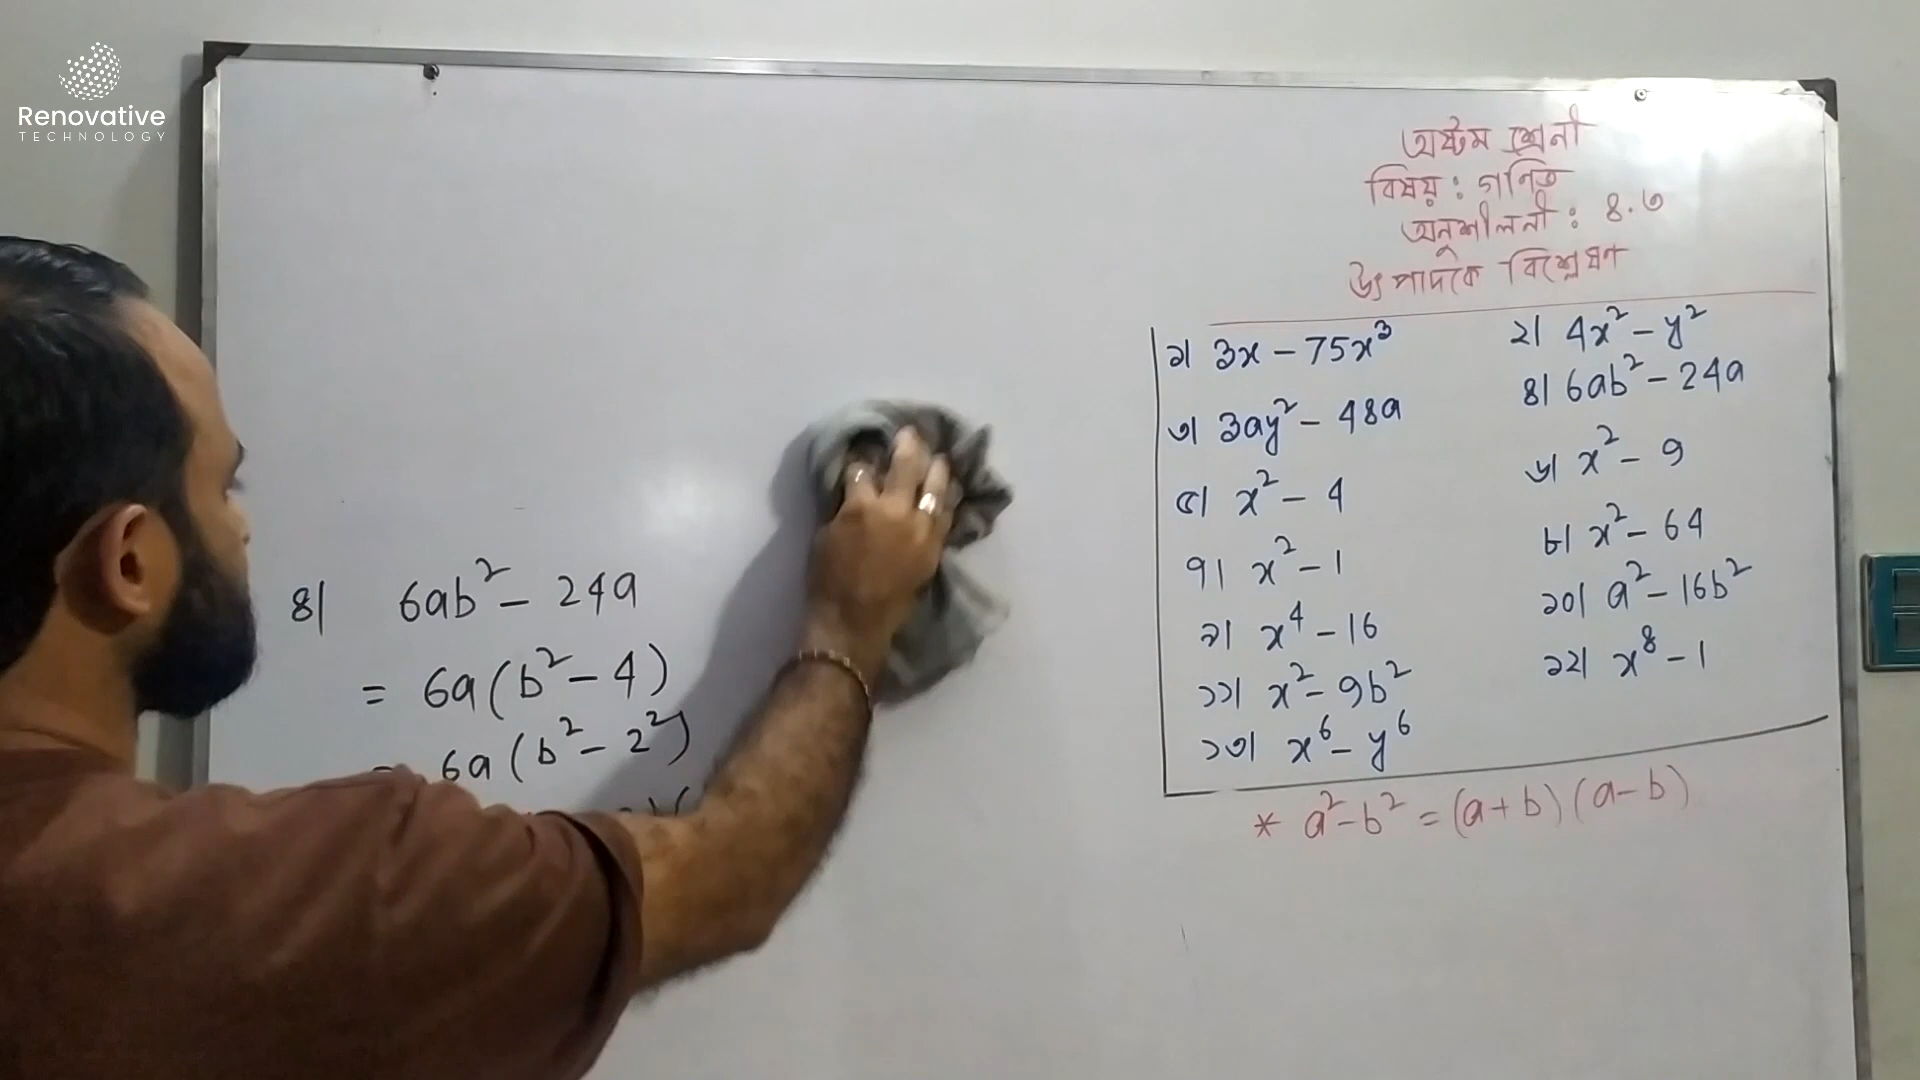 Renovative
TECHNOLOGY
অষ্টম শ্রেনী
বিষয় : গনিত
অনুশীলনী : ৪.৩
উৎপাদকে বিশ্লেষণ
১। 3x - 75x³
২। 4x² - y²
৩। 3ay² - 48a
৪। 6ab² - 24a
৫। x² - 4
৬। x² - 9
৭। x² - 1
৮। x² - 64
৯। x⁴ - 16
১০। a² - 16b²
১১। x² - 9b²
১২। x⁸ - 1
১৩। x⁶ - y⁶
* a² - b² = (a+b) (a-b)
৪। 6ab² - 24a
= 6a (b² - 4)
= 6a (b² - 2²)